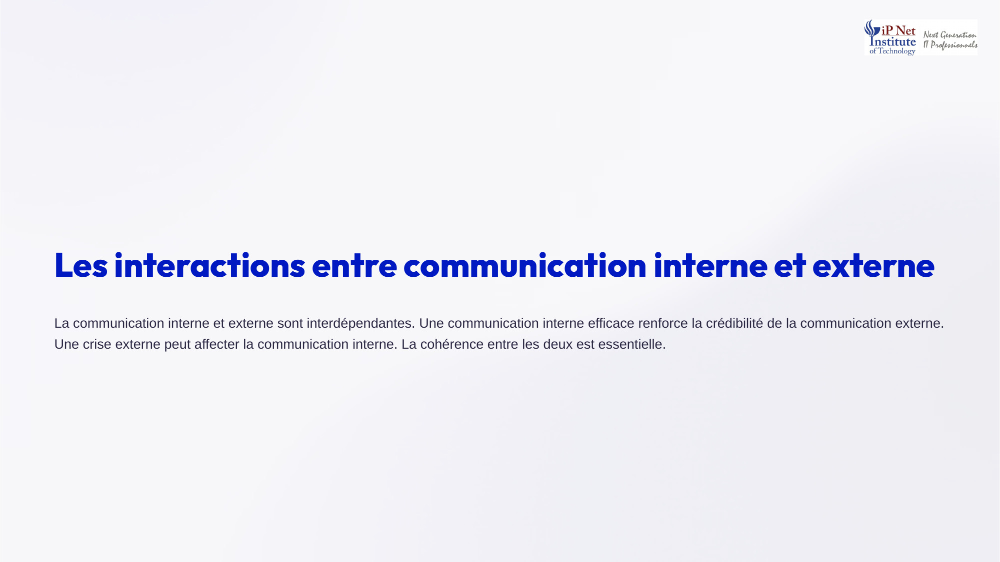 iP Net
Institute
of Technology
Next Generation
IT Professionnels
Les interactions entre communication interne et externe
La communication interne et externe sont interdépendantes. Une communication interne efficace renforce la crédibilité de la communication externe.
Une crise externe peut affecter la communication interne. La cohérence entre les deux est essentielle.